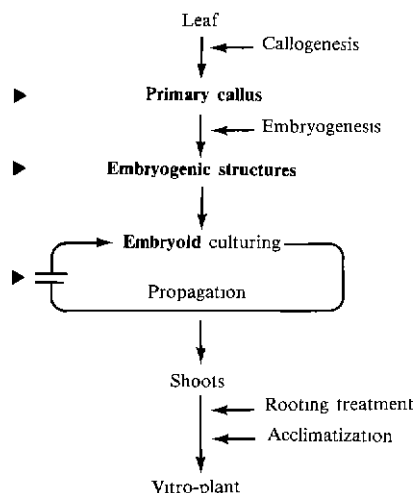 Leaf
Callogenesis
Primary callus
Embryogenesis
Embryogenic structures
Embryoid culturing
Propagation
Shoots
Rooting treatment
Acclimatization
Vitro-plant